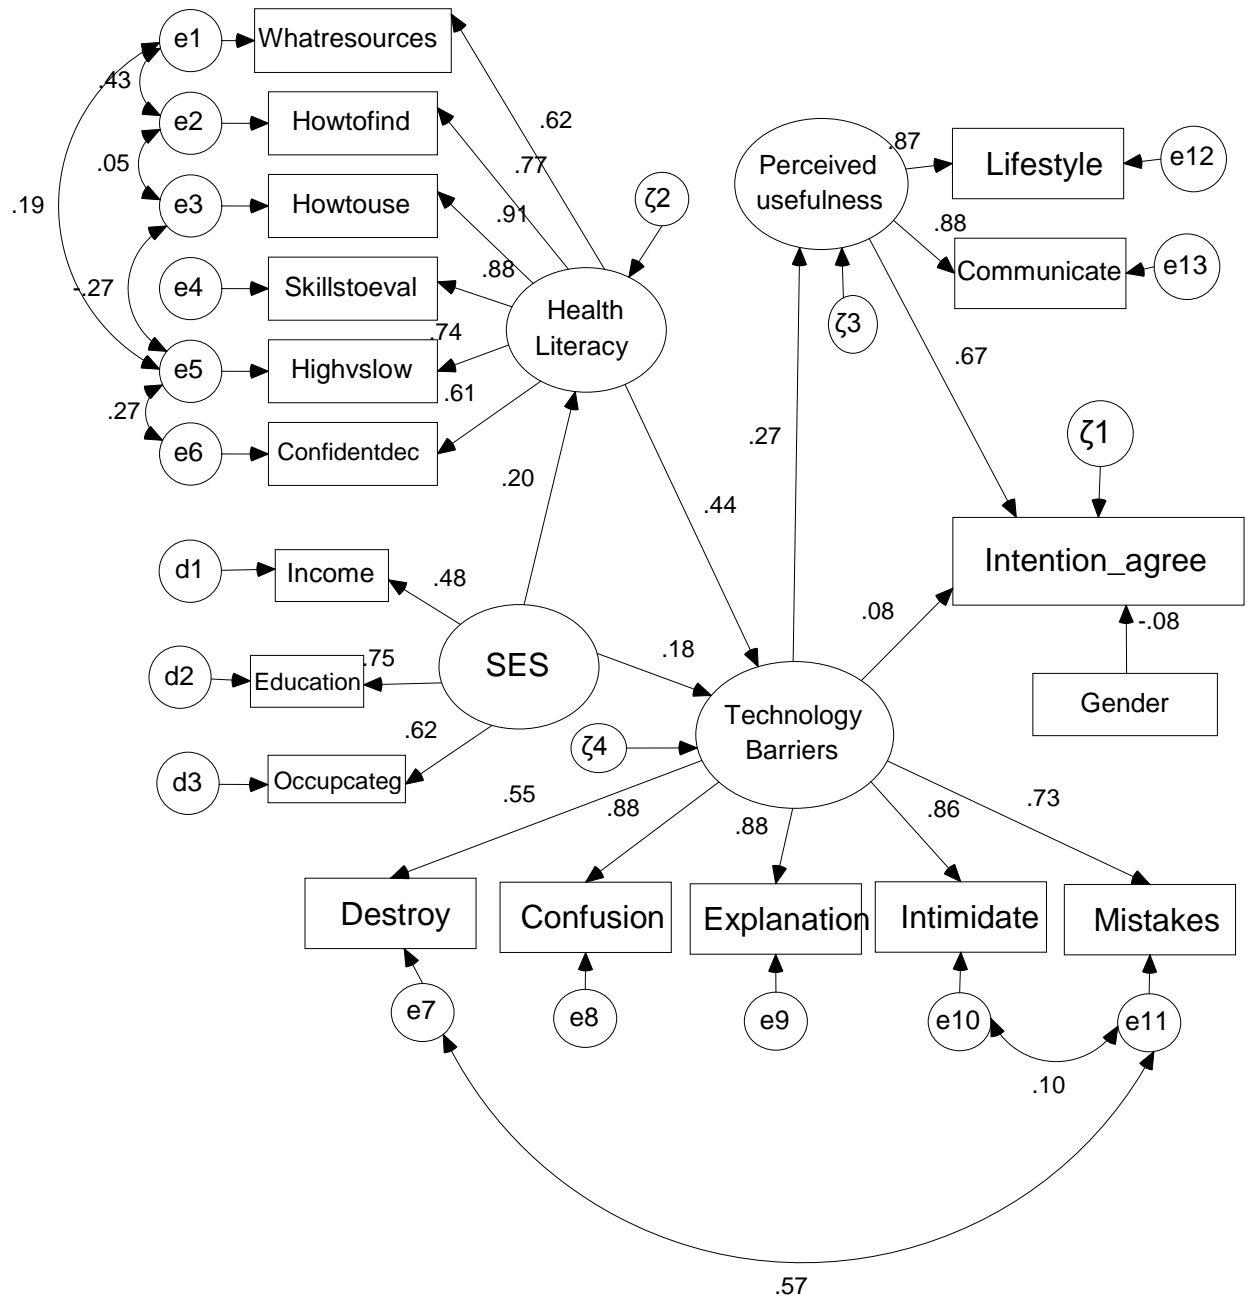 e1
Whatresources
.43
e2
Howtofind
.62
.05
.77
e3
Howtouse
.19
.91
ζ2
-.27
e4
Skillstoeval
.88
Health
Literacy
.74
e5
Highvslow
.61
.27
e6
Confidentdec
.20
.44
Perceived
usefulness
.87
Lifestyle
e12
.88
Communicate
e13
ζ3
.67
.27
ζ1
Intention_agree
.08
-.08
Gender
d1
Income
.48
d2
Education
.75
SES
.18
d3
Occupcateg
.62
ζ4
Technology
Barriers
.55
.88
.88
.86
.73
Destroy
Confusion
Explanation
Intimidate
Mistakes
e7
e8
e9
e10
e11
.10
.57